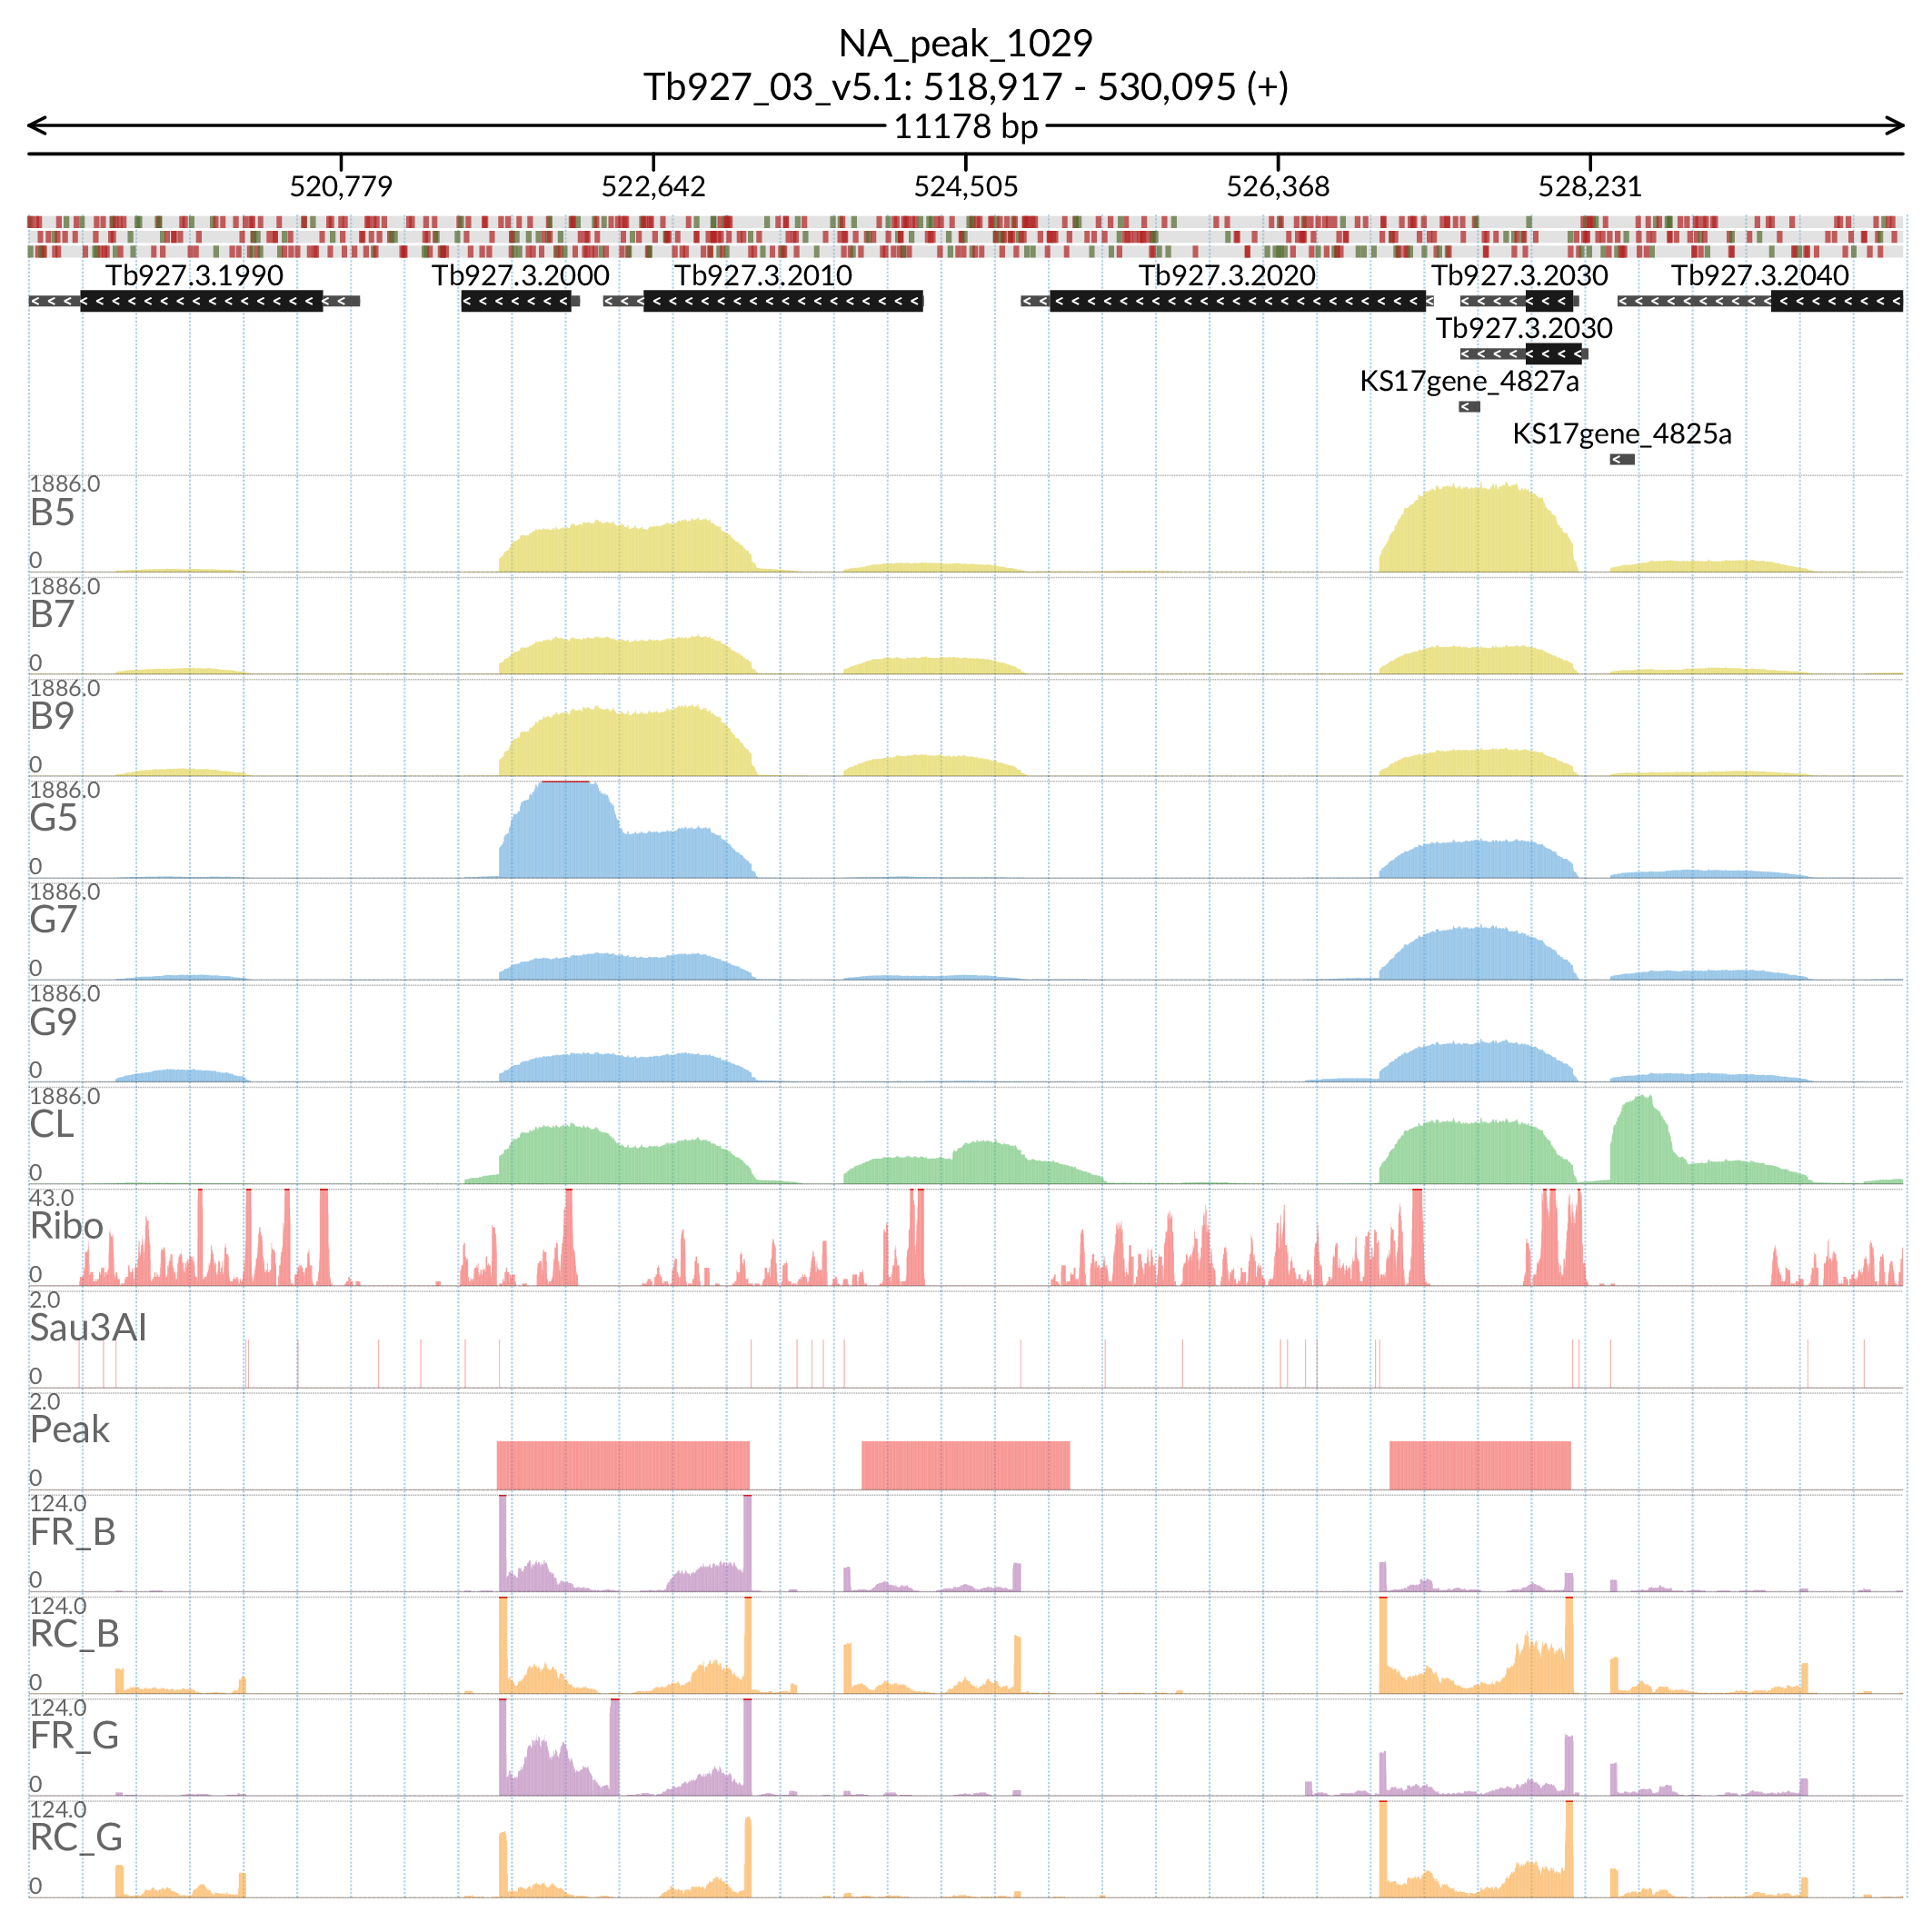 NA_peak_1029
Tb927_03_v5.1: 518,917 - 530,095 (+)
11178 bp
520,779 522,642 524,505 526,368 528,231
Tb927.3.1990 Tb927.3.2000 Tb927.3.2010 Tb927.3.2020 Tb927.3.2030 Tb927.3.2040
Tb927.3.2030
KS17gene_4827a
KS17gene_4825a
1886.0
B5
0
1886.0
B7
0
1886.0
B9
0
1886.0
G5
0
1886.0
G7
0
1886.0
G9
0
1886.0
CL
0
43.0
Ribo
0
2.0
Sau3AI
0
2.0
Peak
0
124.0
FR_B
0
124.0
RC_B
0
124.0
FR_G
0
124.0
RC_G
0